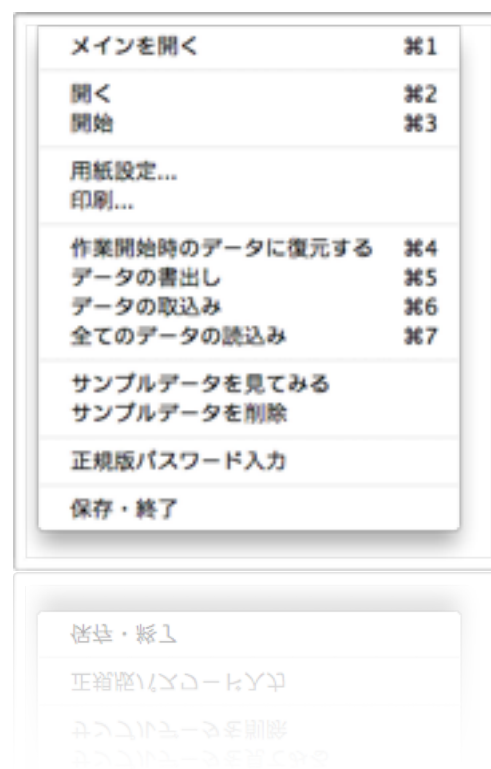 メインを開く ⌘1
開く ⌘2
開始 ⌘3
用紙設定...
印刷...
作業開始時のデータに復元する ⌘4
データの書出し ⌘5
データの取込み ⌘6
全てのデータの読込み ⌘7
サンプルデータを見てみる
サンプルデータを削除
正規版パスワード入力
保存・終了